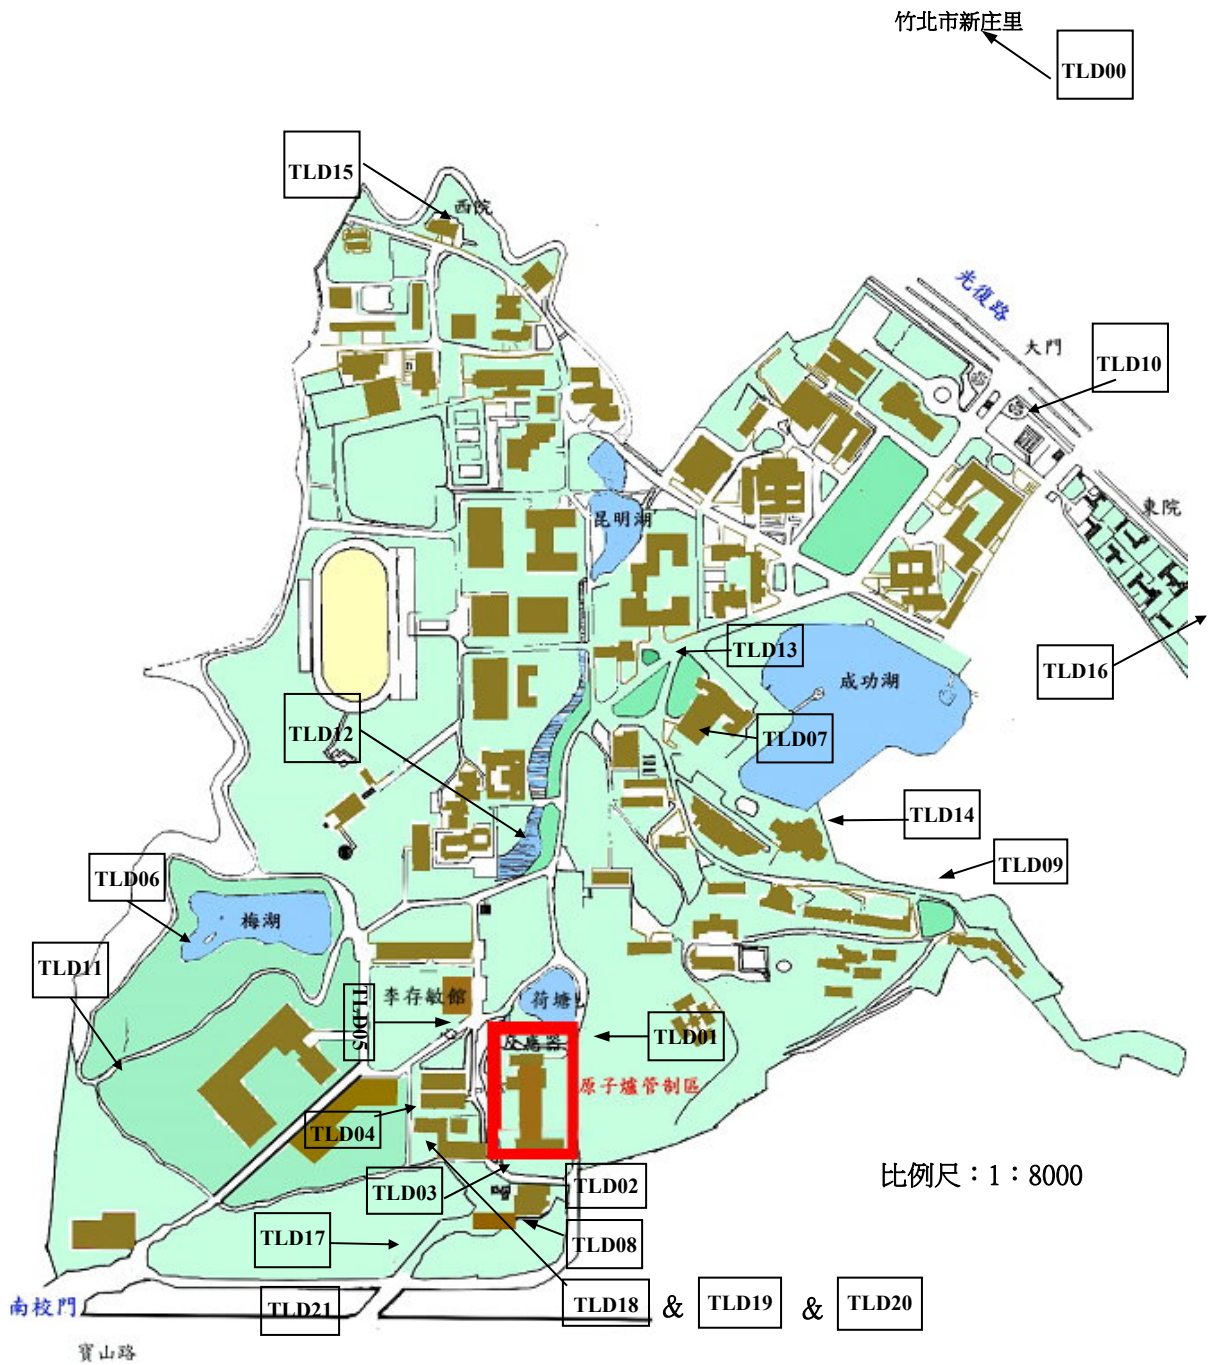 竹北市新庄里
TLD00
TLD15
西院
光復路
大門
TLD10
昆明湖
東院
TLD13
TLD16
成功湖
TLD12
TLD07
TLD14
TLD09
TLD06
梅湖
TLD11
李存敏館
荷塘
TLD05
TLD01
反應器
原子爐管制區
TLD04
比例尺：1：8000
TLD03
TLD02
TLD17
TLD08
南校門
TLD21
TLD18 & TLD19 & TLD20
寶山路